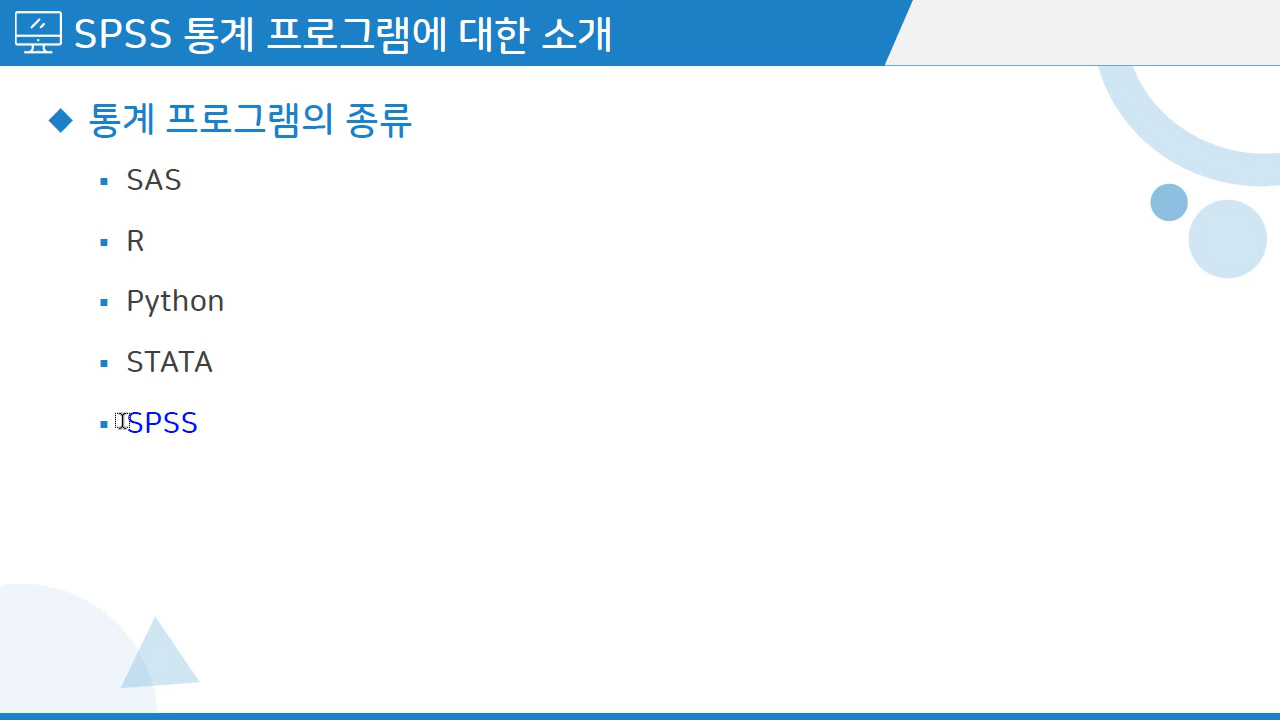 SPSS 통계 프로그램에 대한 소개
◆ 통계 프로그램의 종류
▪ SAS
▪ R
▪ Python
▪ STATA
▪ SPSS